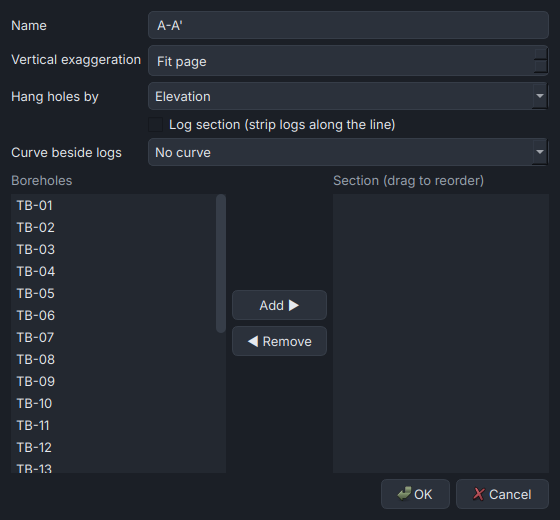 Name
A-A'
Vertical exaggeration
Fit page
Hang holes by
Elevation
Log section (strip logs along the line)
Curve beside logs
No curve
Boreholes
TB-01
TB-02
TB-03
TB-04
TB-05
TB-06
TB-07
TB-08
TB-09
TB-10
TB-11
TB-12
TB-13
Add ▶
◀ Remove
Section (drag to reorder)
OK
Cancel